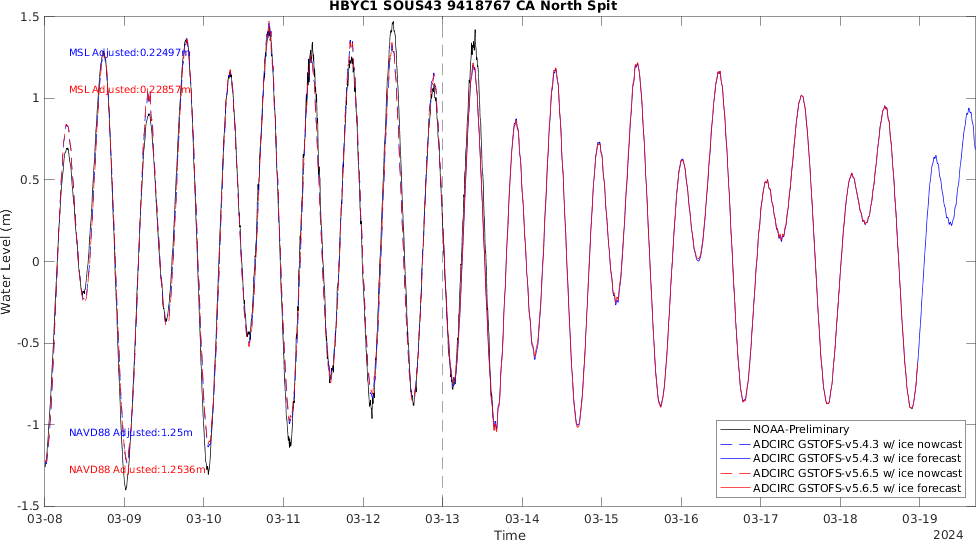 HBYC1 SOUS43 9418767 CA North Spit
1.5
1
0.5
0
-0.5
-1
-1.5
Water Level (m)
MSL Adjusted:0.22497m
MSL Adjusted:0.22857m
NAVD88 Adjusted:1.25m
NAVD88 Adjusted:1.2536m
NOAA-Preliminary
ADCIRC GSTOFS-v5.4.3 w/ ice nowcast
ADCIRC GSTOFS-v5.4.3 w/ ice forecast
ADCIRC GSTOFS-v5.6.5 w/ ice nowcast
ADCIRC GSTOFS-v5.6.5 w/ ice forecast
03-08 03-09 03-10 03-11 03-12 03-13 03-14 03-15 03-16 03-17 03-18 03-19
Time
2024